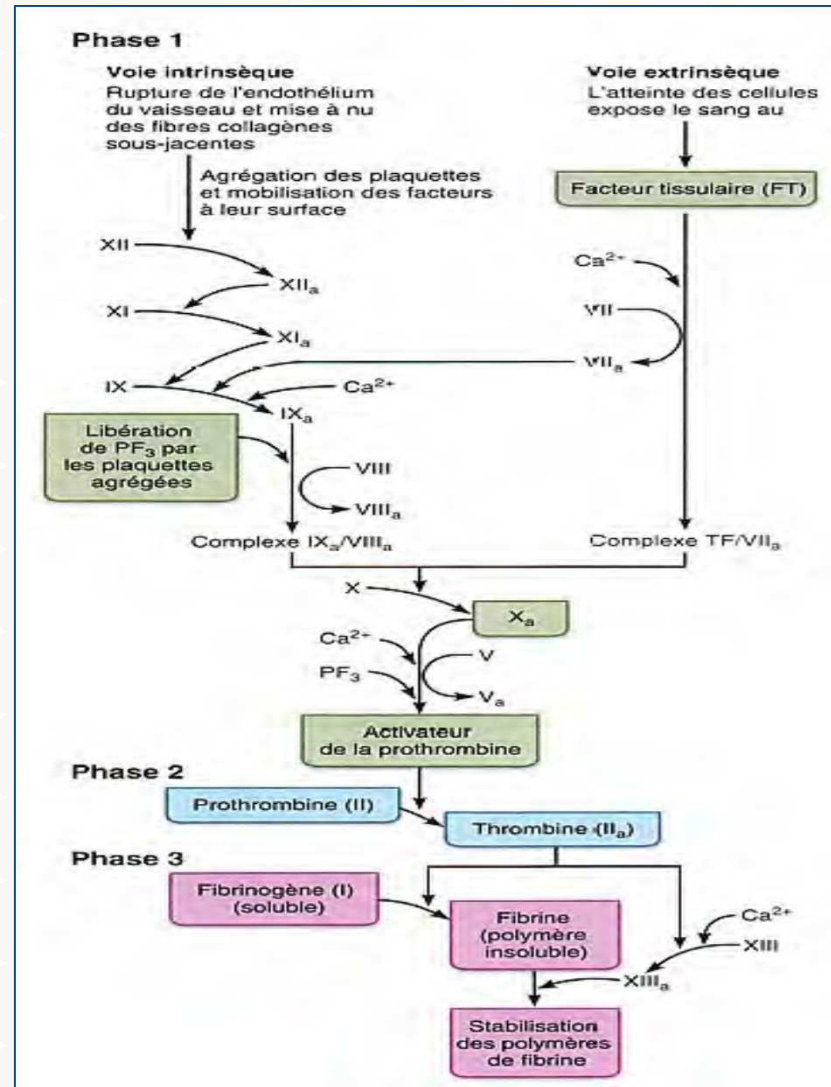 Phase 1
Voie intrinsèque
Rupture de l'endothélium
du vaisseau et mise à nu
des fibres collagènes
sous-jacentes
Voie extrinsèque
L'atteinte des cellules
expose le sang au
Agrégation des plaquettes
et mobilisation des facteurs
à leur surface
Facteur tissulaire (FT)
XII
XIIa
XI
XIa
IX
Ca2+
IXa
Ca2+
VII
VIIa
Libération
de PF3 par
les plaquettes
agrégées
VIII
VIIIa
Complexe IXa/VIIIa
Complexe TF/VIIa
X
Xa
Ca2+
PF3
V
Va
Activateur
de la prothrombine
Phase 2
Prothrombine (II)
Thrombine (IIa)
Phase 3
Fibrinogène (I)
(soluble)
Fibrine
(polymère
insoluble)
Ca2+
XIII
XIIIa
Stabilisation
des polymères
de fibrine